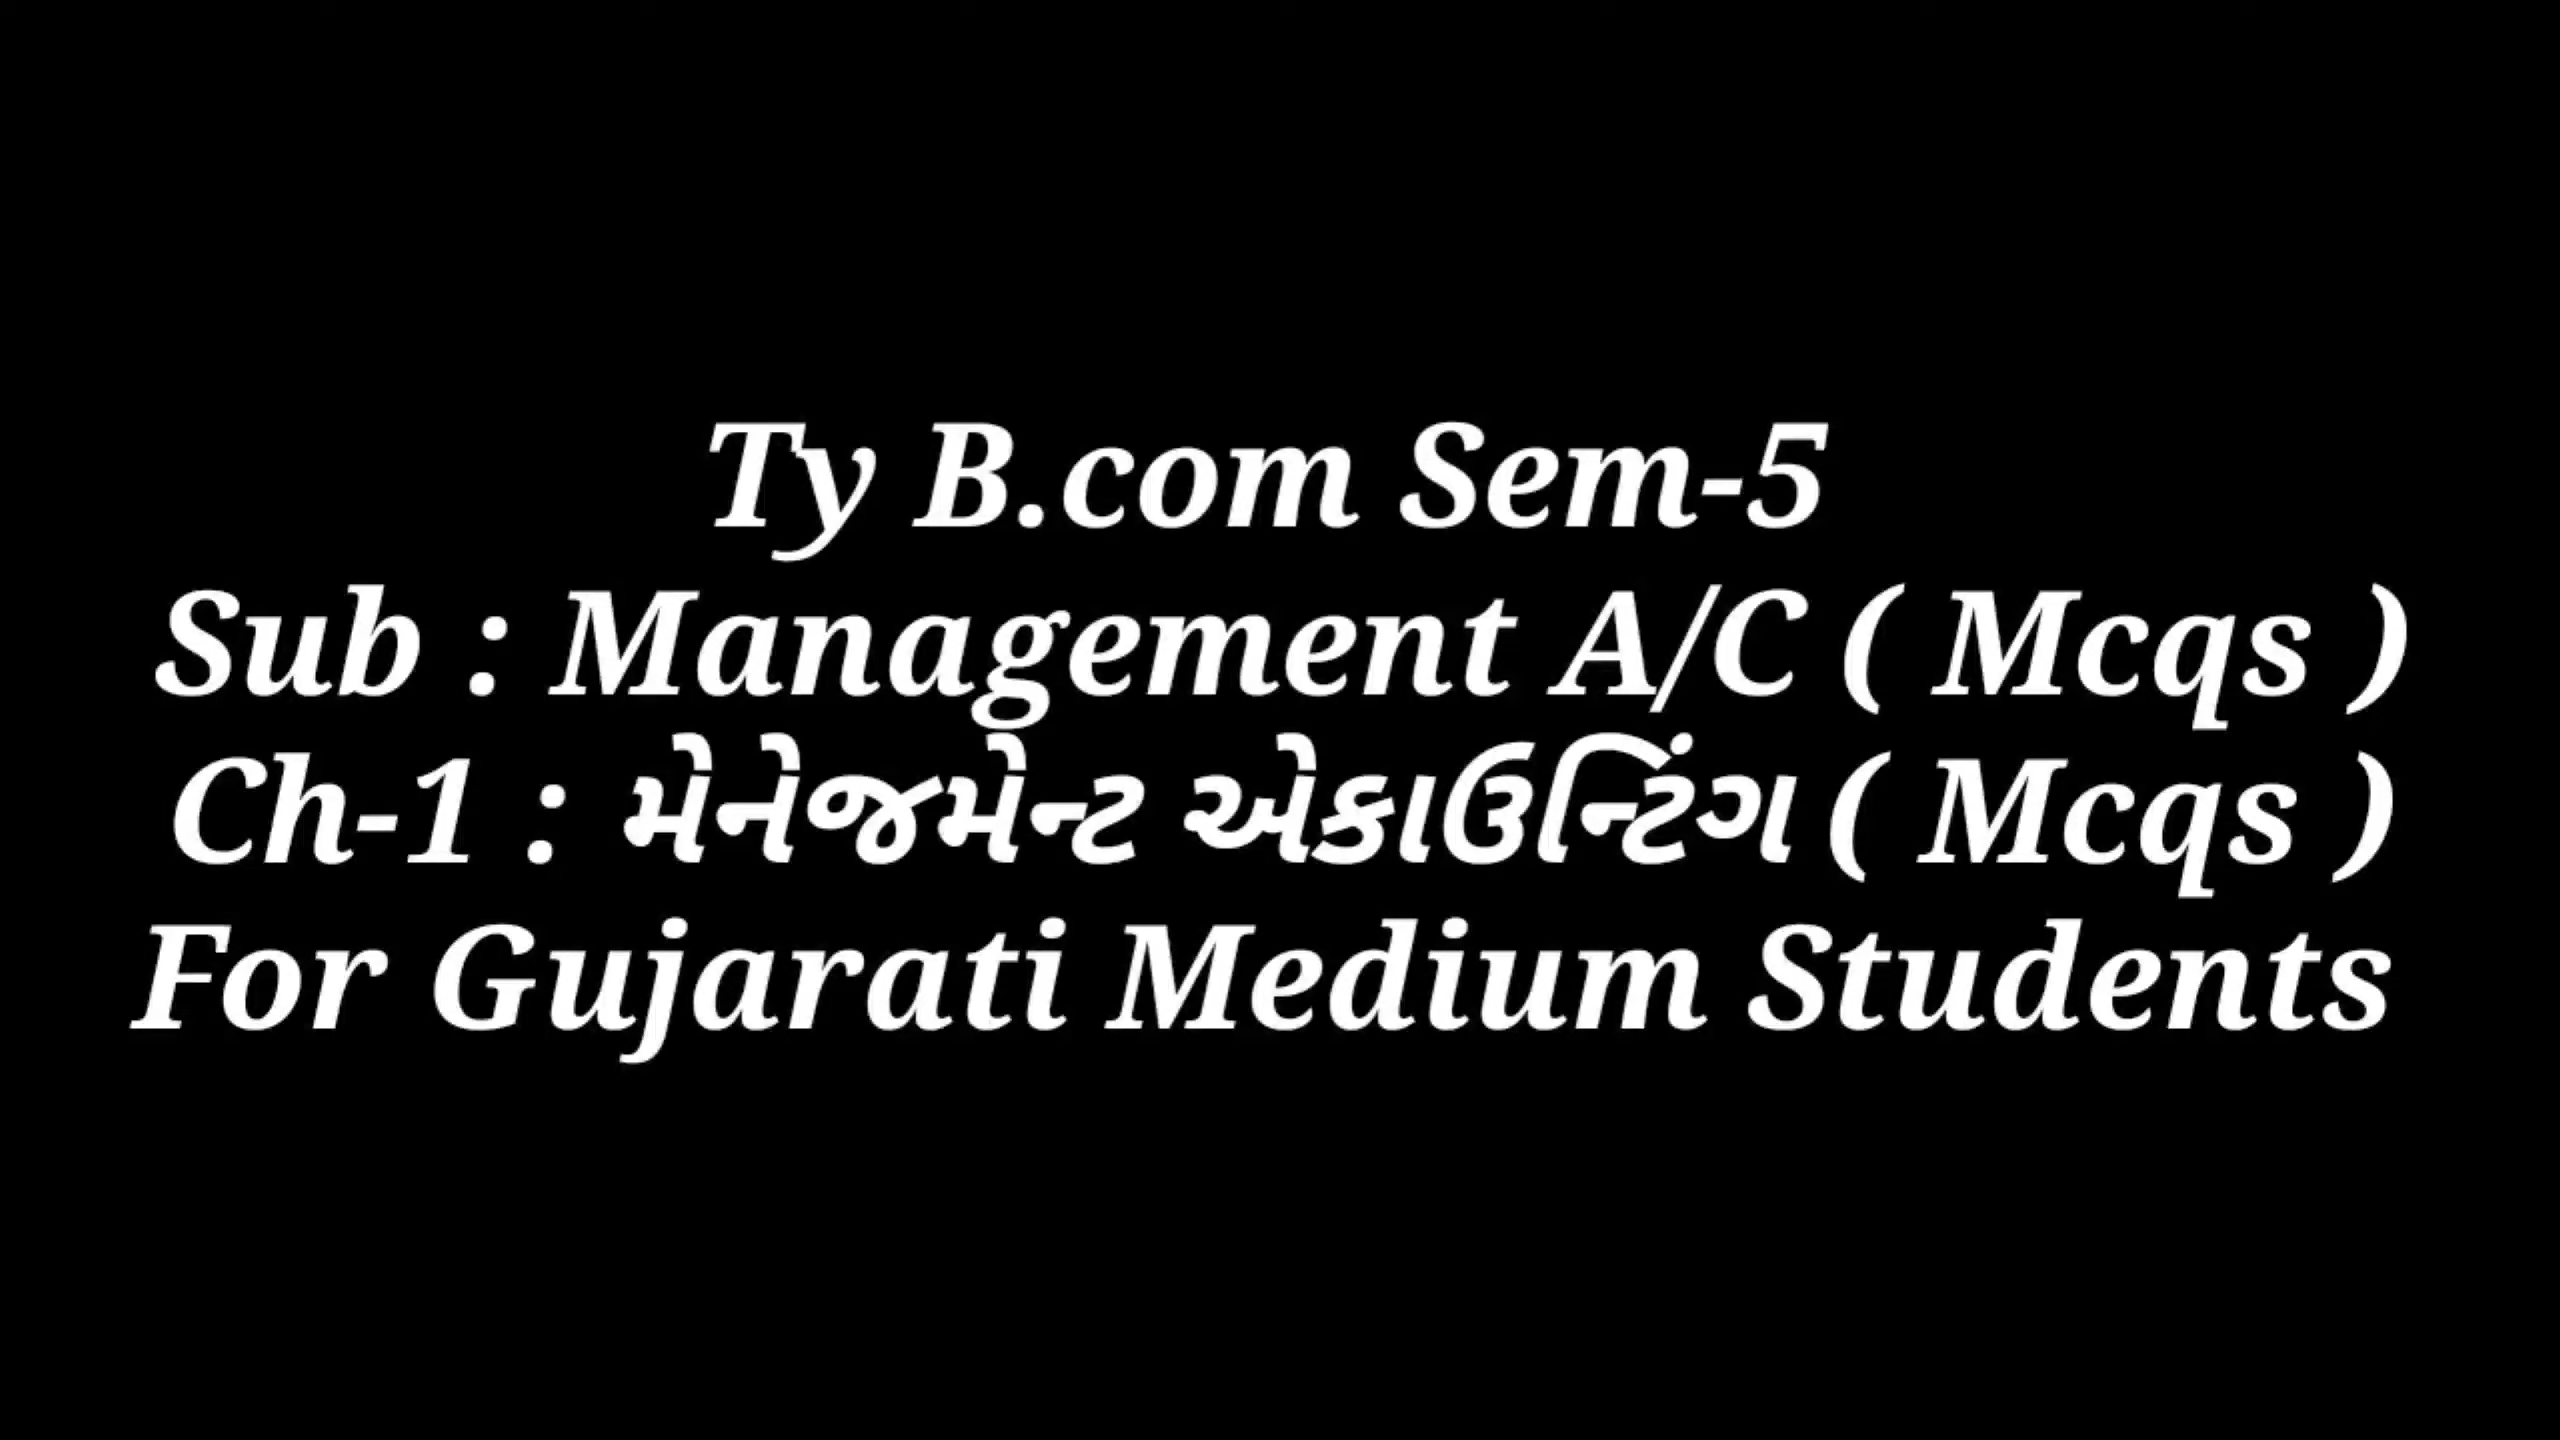 Ty B.com Sem-5
Sub : Management A/C ( Mcqs )
Ch-1 : મેનેજમેન્ટ એકાઉન્ટિંગ ( Mcqs )
For Gujarati Medium Students